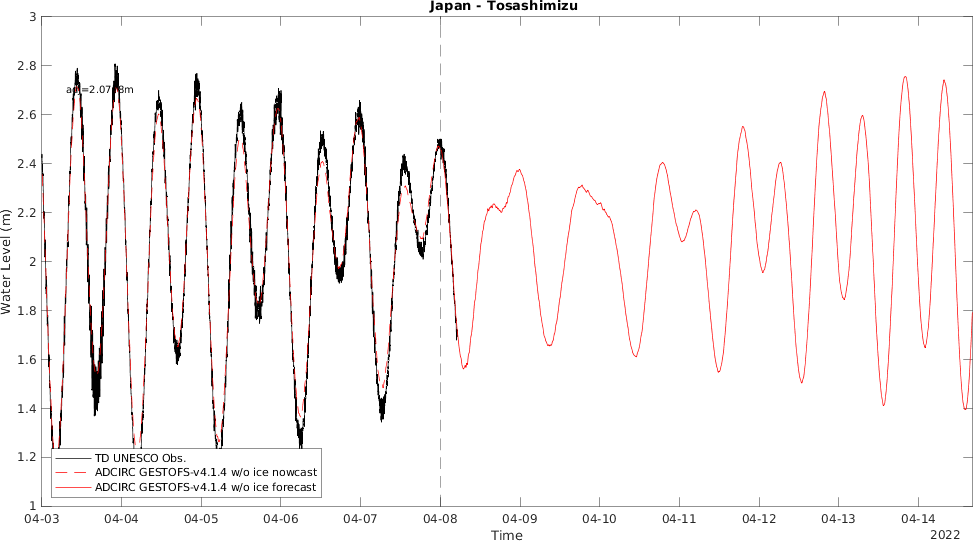 Japan - Tosashimizu
3
2.8
2.6
2.4
2.2
2
1.8
1.6
1.4
1.2
1
Water Level (m)
TD UNESCO Obs.
ADCIRC GESTOFS-v4.1.4 w/o ice nowcast
ADCIRC GESTOFS-v4.1.4 w/o ice forecast
04-03 04-04 04-05 04-06 04-07 04-08 04-09 04-10 04-11 04-12 04-13 04-14
Time
2022